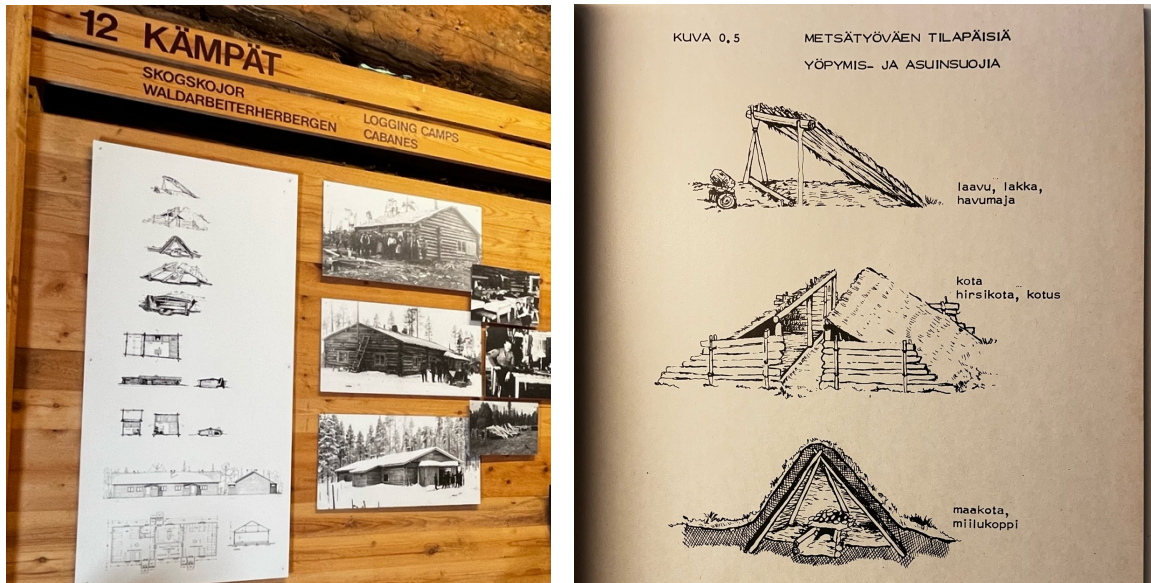 12 KÄMPÄT
SKOGSKOJOR
WALDARBEITERHERBERGEN
LOGGING CAMPS
CABANES
KUVA 0.5
METSÄTYÖVÄEN TILAPÄISIÄ
YÖPYMIS- JA ASUINSUOJIA
laavu, lakka,
havumaja
kota
hirsikota, kotus
maakota,
miilukoppi